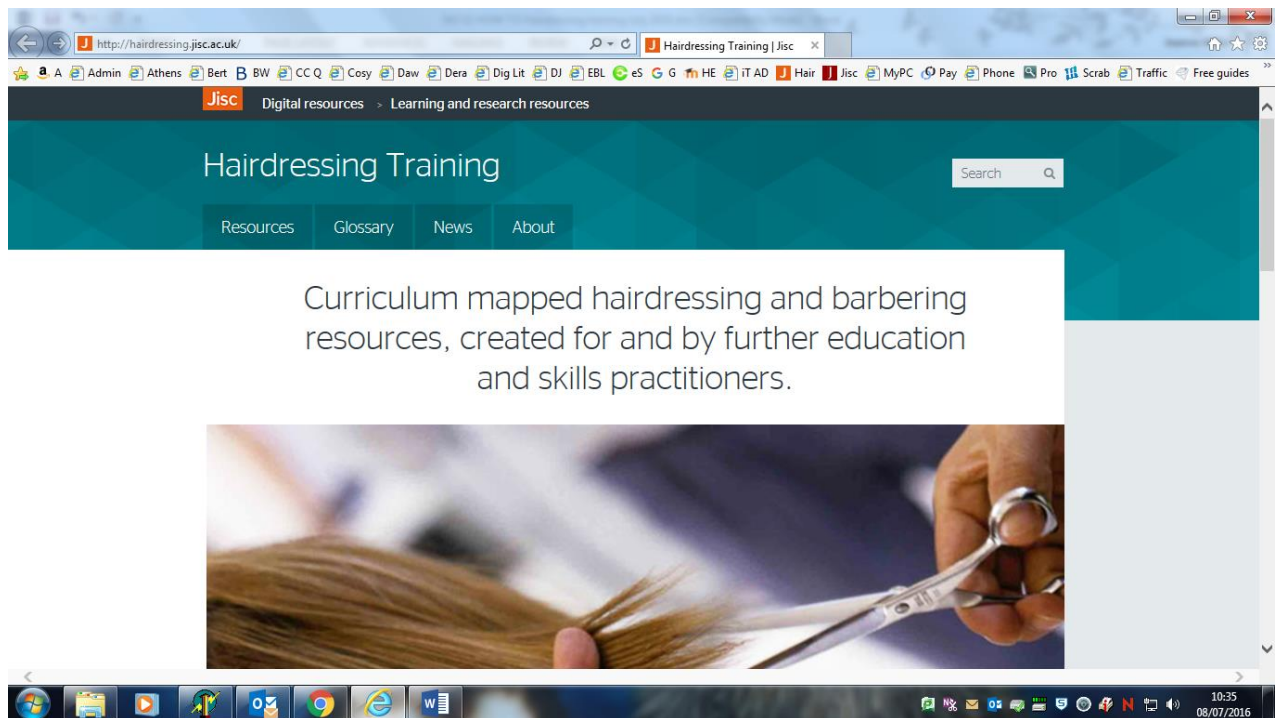 http://hairdressing.jisc.ac.uk/
Hairdressing Training | Jisc
A Admin Athens Bert BW CC Q Cosy Daw Dera Dig Lit DJ EBL eS G HE iT AD Hair Jisc MyPC Pay Phone Pro Scrab Traffic Free guides
Jisc Digital resources > Learning and research resources
Hairdressing Training
Search
Resources Glossary News About
Curriculum mapped hairdressing and barbering
resources, created for and by further education
and skills practitioners.
10:35
08/07/2016